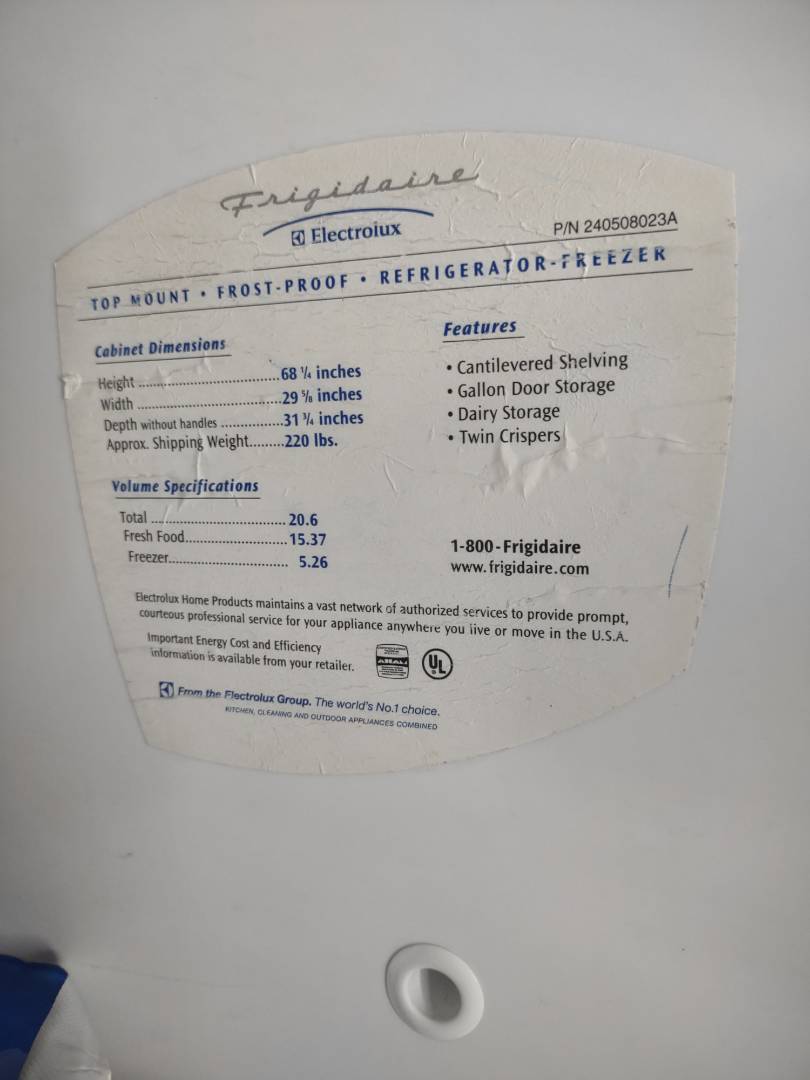 Frigidaire
Electrolux
P/N 240508023A
TOP MOUNT • FROST-PROOF • REFRIGERATOR-FREEZER
Cabinet Dimensions
Height ................................68 ¼ inches
Width .................................29 ⅝ inches
Depth without handles ...............31 ¾ inches
Approx. Shipping Weight.........220 lbs.
Volume Specifications
Total ................................ 20.6
Fresh Food........................15.37
Freezer............................. 5.26
Features
• Cantilevered Shelving
• Gallon Door Storage
• Dairy Storage
• Twin Crispers
1-800-Frigidaire
www.frigidaire.com
Electrolux Home Products maintains a vast network of authorized services to provide prompt,
courteous professional service for your appliance anywhere you live or move in the U.S.A.
Important Energy Cost and Efficiency
information is available from your retailer.
AHAM
UL
From the Electrolux Group. The world's No.1 choice.
KITCHEN, CLEANING AND OUTDOOR APPLIANCES COMBINED